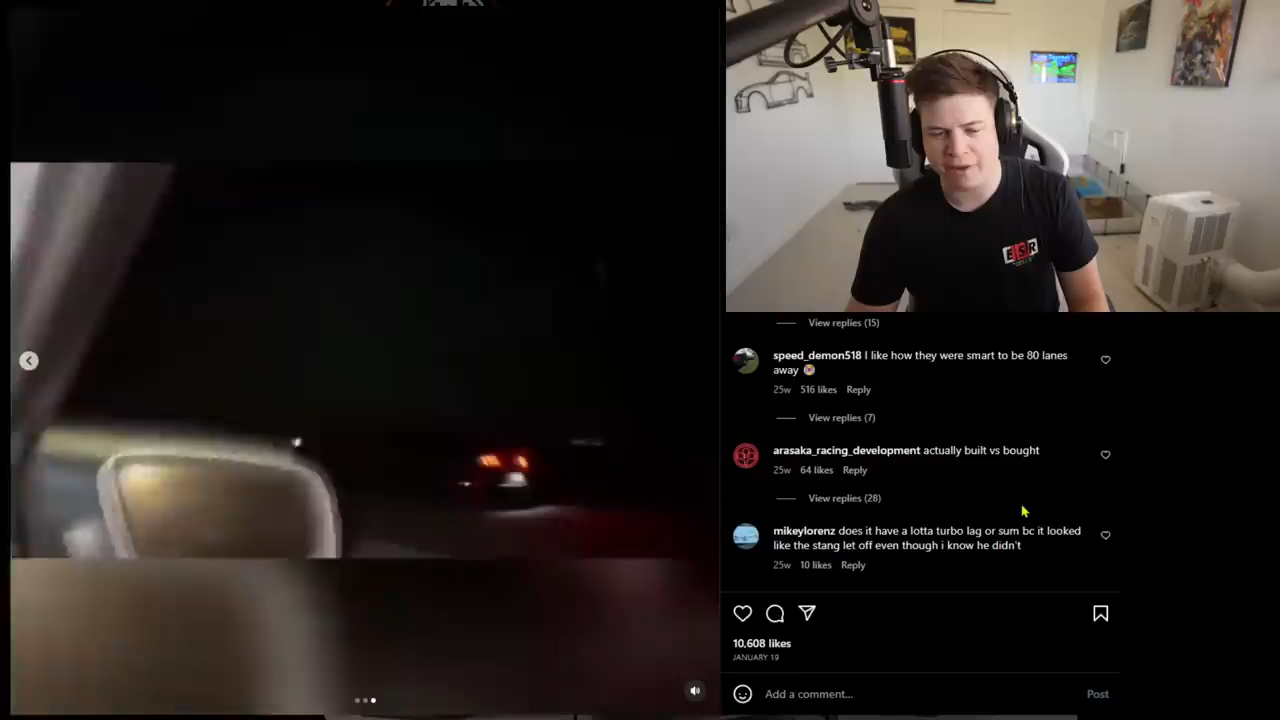 ESR
View replies (15)
speed_demon518 I like how they were smart to be 80 lanes
away
25w 516 likes Reply
View replies (7)
arasaka_racing_development actually built vs bought
25w 64 likes Reply
View replies (28)
mikeylorenz does it have a lotta turbo lag or sum bc it looked
like the stang let off even though i know he didn't
25w 10 likes Reply
10,608 likes
JANUARY 19
Add a comment...
Post